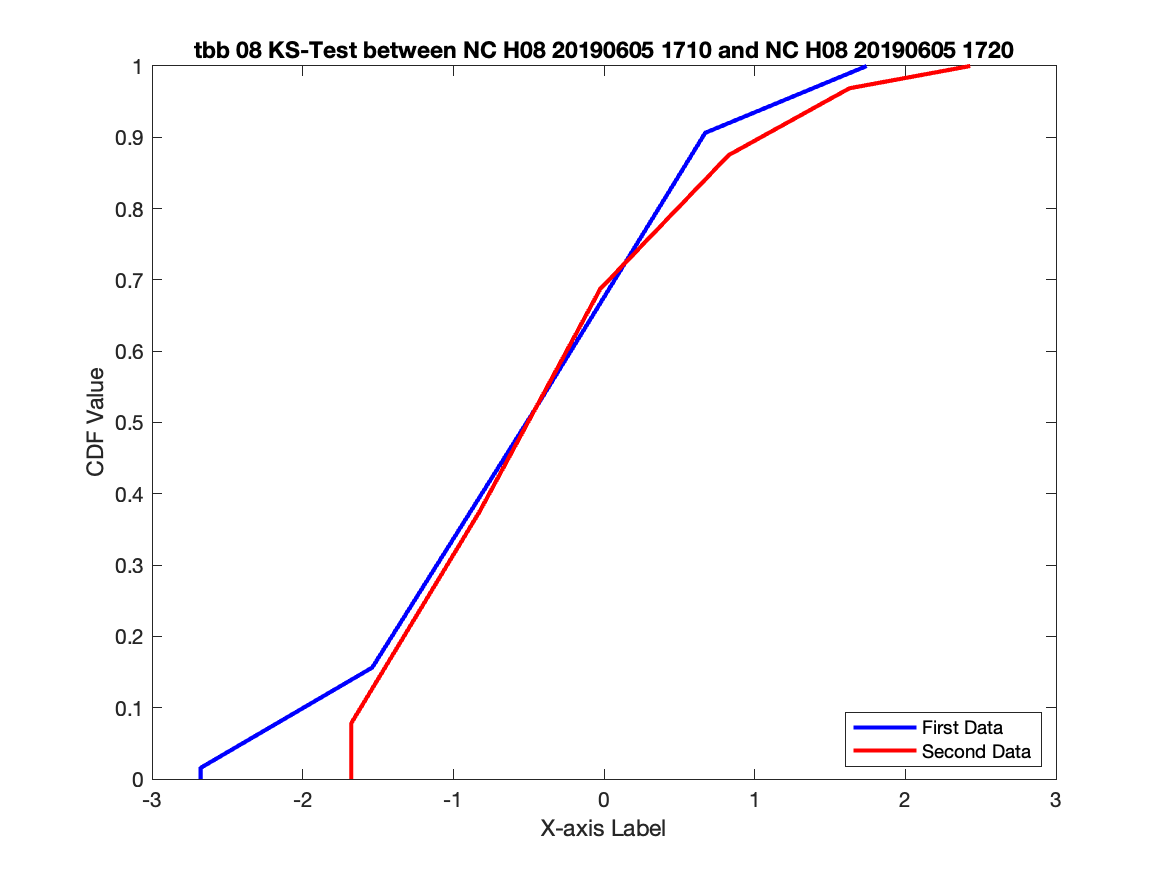 tbb 08 KS-Test between NC H08 20190605 1710 and NC H08 20190605 1720
1
0.9
0.8
0.7
0.6
0.5
0.4
0.3
0.2
0.1
0
CDF Value
First Data
Second Data
-3 -2 -1 0 1 2 3
X-axis Label